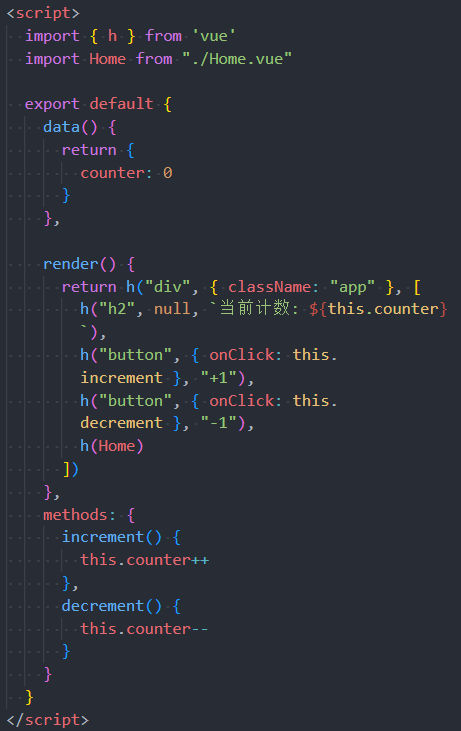 <script>
import { h } from 'vue'
import Home from "./Home.vue"
export default {
data() {
return {
counter: 0
}
},
render() {
return h("div", { className: "app" }, [
h("h2", null, `当前计数: ${this.counter}
`),
h("button", { onClick: this.
increment }, "+1"),
h("button", { onClick: this.
decrement }, "-1"),
h(Home)
])
},
methods: {
increment() {
this.counter++
},
decrement() {
this.counter--
}
}
}
</script>